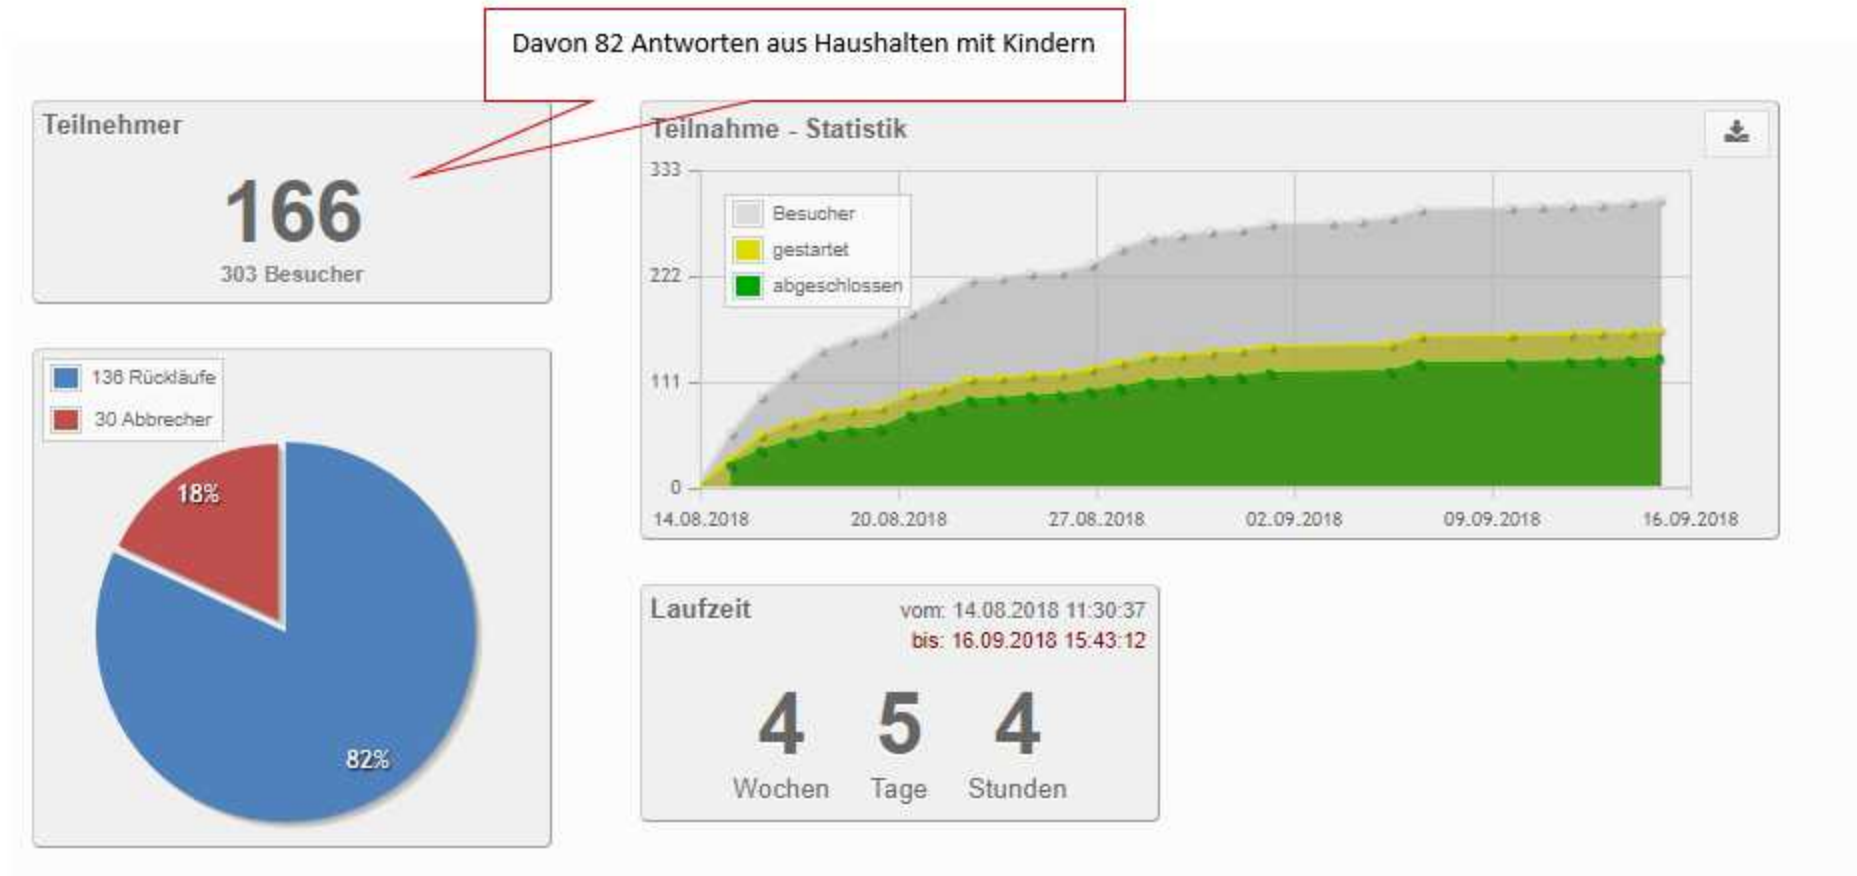 Davon 82 Antworten aus Haushalten mit Kindern
Teilnehmer
166
303 Besucher
Teilnahme - Statistik
333
222
111
0
Besucher
gestartet
abgeschlossen
14.08.2018 20.08.2018 27.08.2018 02.09.2018 09.09.2018 16.09.2018
136 Rückläufe
30 Abbrecher
18%
82%
Laufzeit
vom: 14.08.2018 11:30:37
bis: 16.09.2018 15:43:12
4 5 4
Wochen Tage Stunden